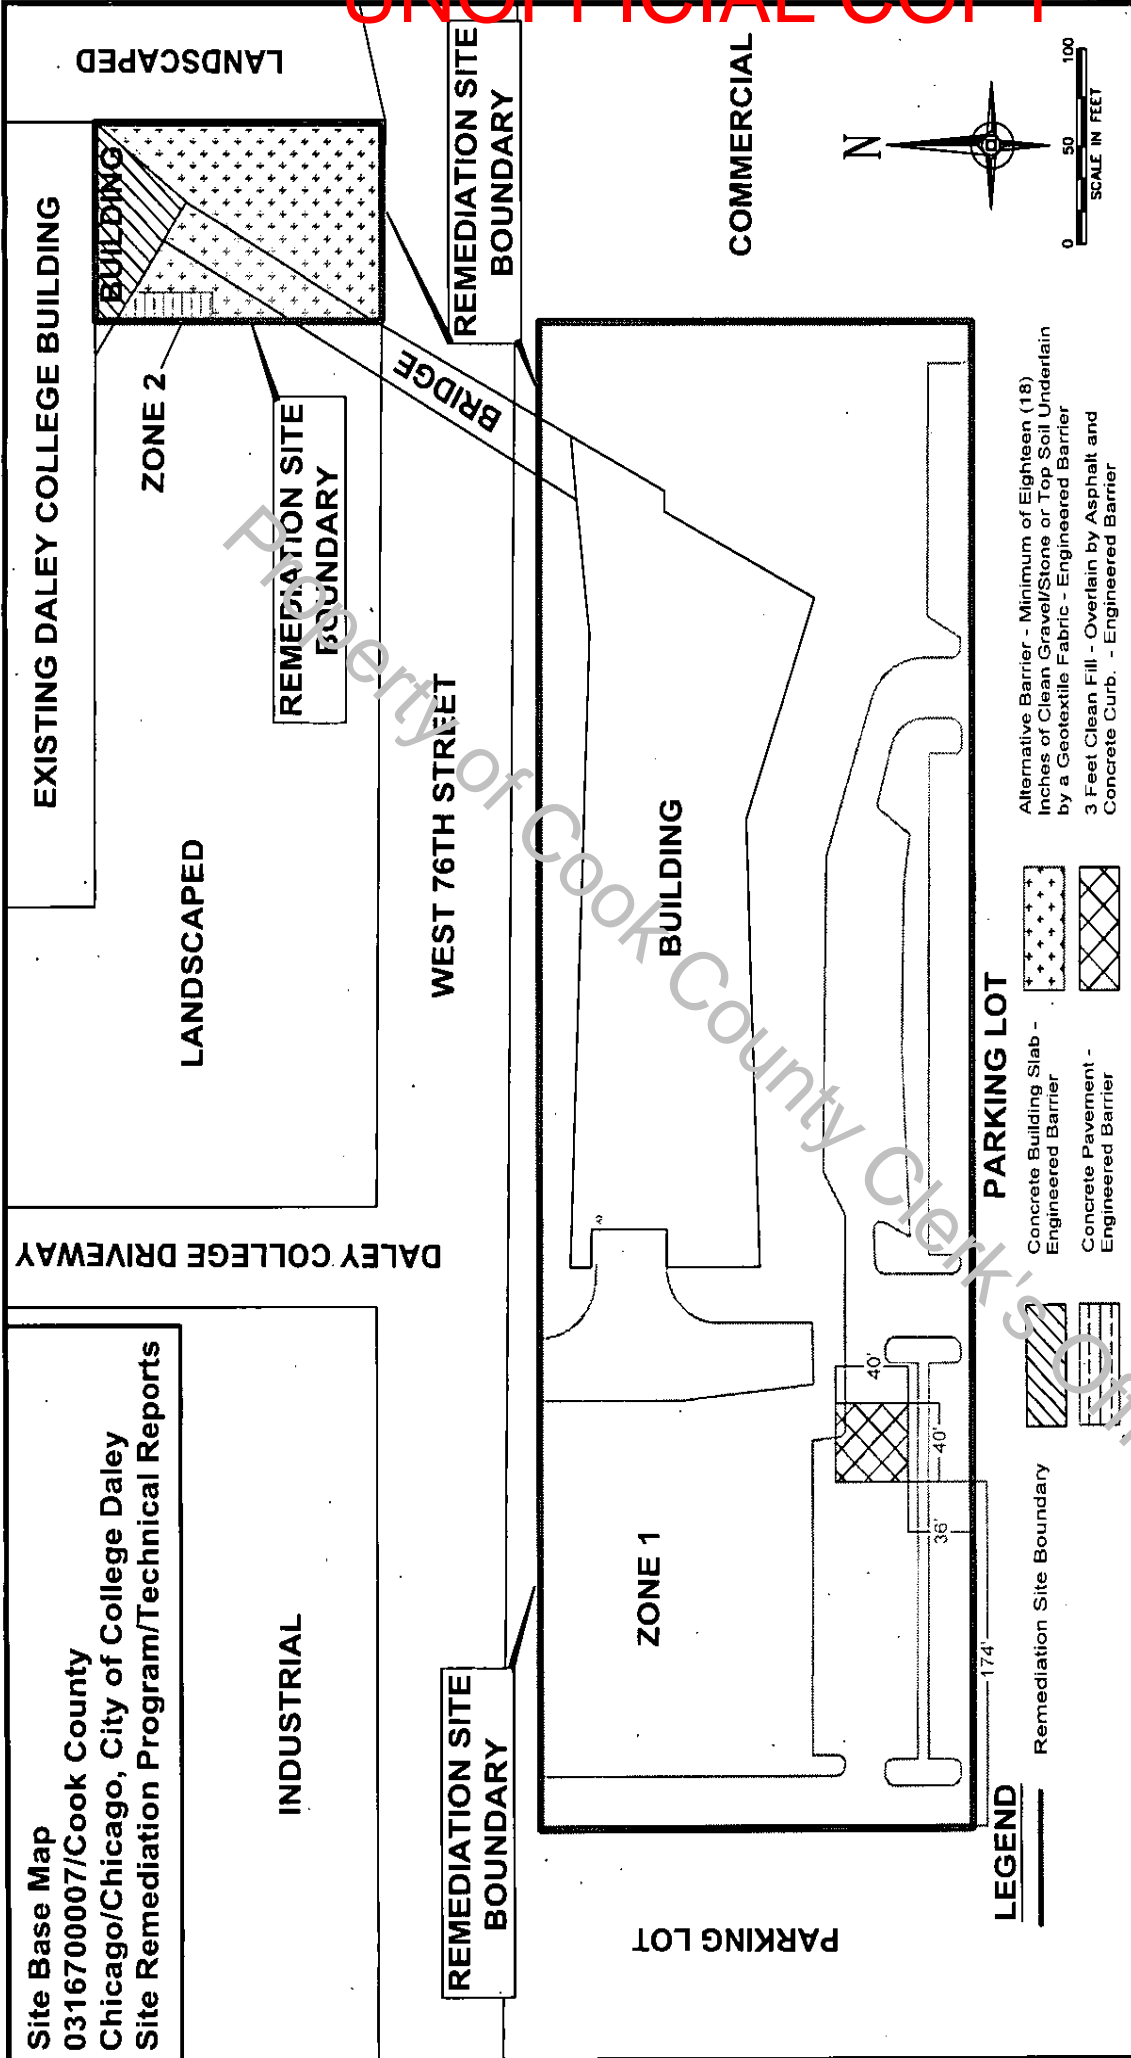 UNOFFICIAL COPY
Site Base Map
0316700007/Cook County
Chicago/Chicago, City of College Daley
Site Remediation Program/Technical Reports
DALEY COLLEGE DRIVEWAY
EXISTING DALEY COLLEGE BUILDING
LANDSCAPED
BUILDING
ZONE 2
LANDSCAPED
INDUSTRIAL
REMEDIATION SITE
BOUNDARY
WEST 76TH STREET
BRIDGE
REMEDIATION SITE
BOUNDARY
REMEDIATION SITE
BOUNDARY
ZONE 1
BUILDING
COMMERCIAL
PARKING LOT
40'
40'
36'
174'
PARKING LOT
N
0 50 100
SCALE IN FEET
LEGEND
Remediation Site Boundary
Concrete Building Slab -
Engineered Barrier
Concrete Pavement -
Engineered Barrier
Alternative Barrier - Minimum of Eighteen (18)
Inches of Clean Gravel/Stone or Top Soil Underlain
by a Geotextile Fabric - Engineered Barrier
3 Feet Clean Fill - Overlain by Asphalt and
Concrete Curb. - Engineered Barrier
Property of Cook County Clerk's